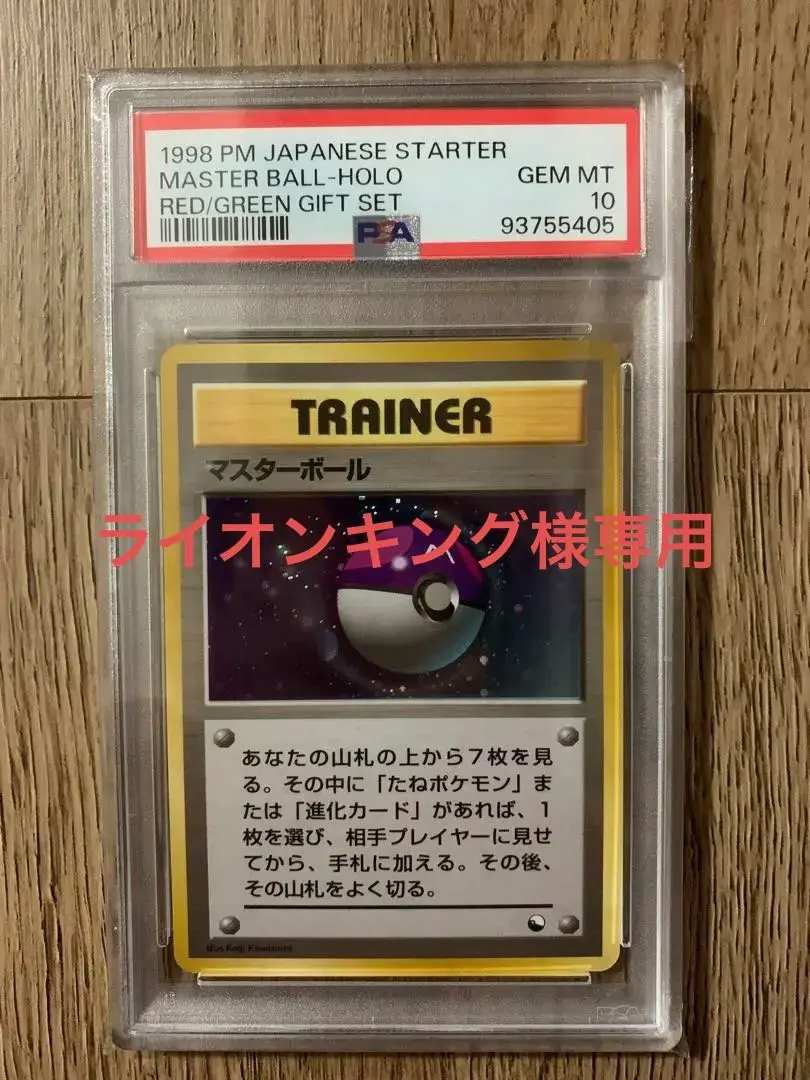 1998 PM JAPANESE STARTER
MASTER BALL-HOLO GEM MT
RED/GREEN GIFT SET 10
PSA 93755405
TRAINER
マスターボール
ライオンキング様専用
M
あなたの山札の上から7枚を見
る。その中に「たねポケモン」ま
たは「進化カード」があれば、1
枚を選び、相手プレイヤーに見せ
てから、手札に加える。その後、
その山札をよく切る。
PSA